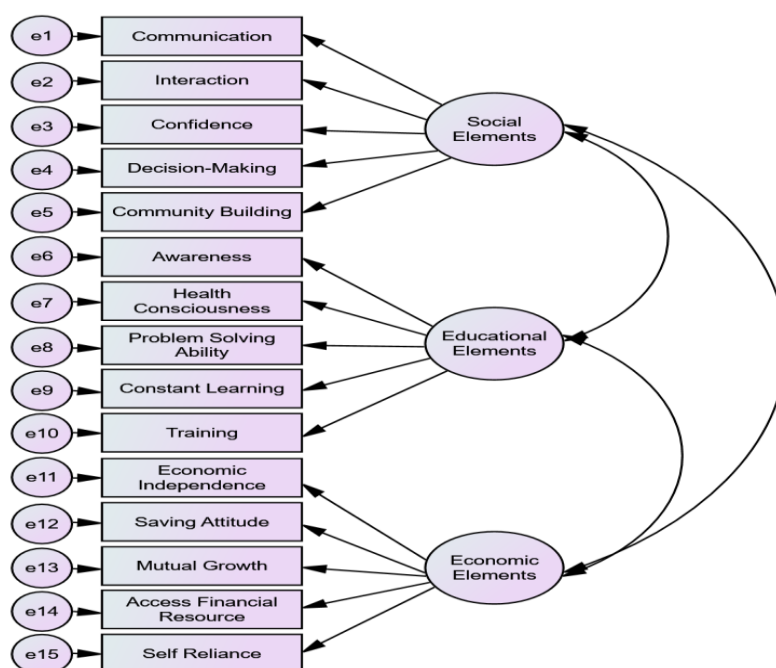 e1
Communication
e2
Interaction
e3
Confidence
Social
Elements
e4
Decision-Making
e5
Community Building
e6
Awareness
e7
Health
Consciousness
e8
Problem Solving
Ability
Educational
Elements
e9
Constant Learning
e10
Training
e11
Economic
Independence
e12
Saving Attitude
e13
Mutual Growth
Economic
Elements
e14
Access Financial
Resource
e15
Self Reliance